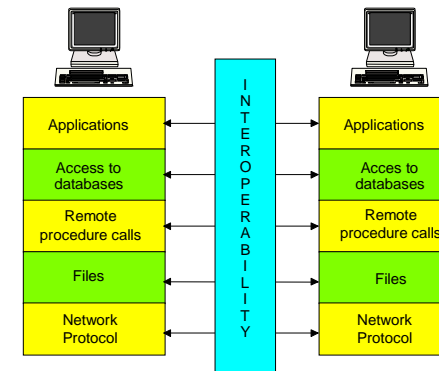 Applications
Access to
databases
Remote
procedure calls
Files
Network
Protocol
I
N
T
E
R
O
P
E
R
A
B
I
L
I
T
Y
Applications
Acces to
databases
Remote
procedure calls
Files
Network
Protocol